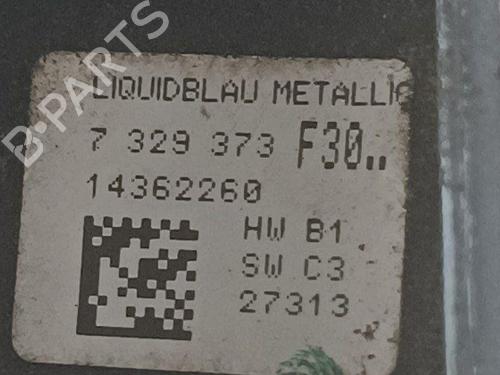 LIQUIDBLAU METALLIC
7 329 373 F30..
14362260
HW B1
SW C3
27313
B-PARTS